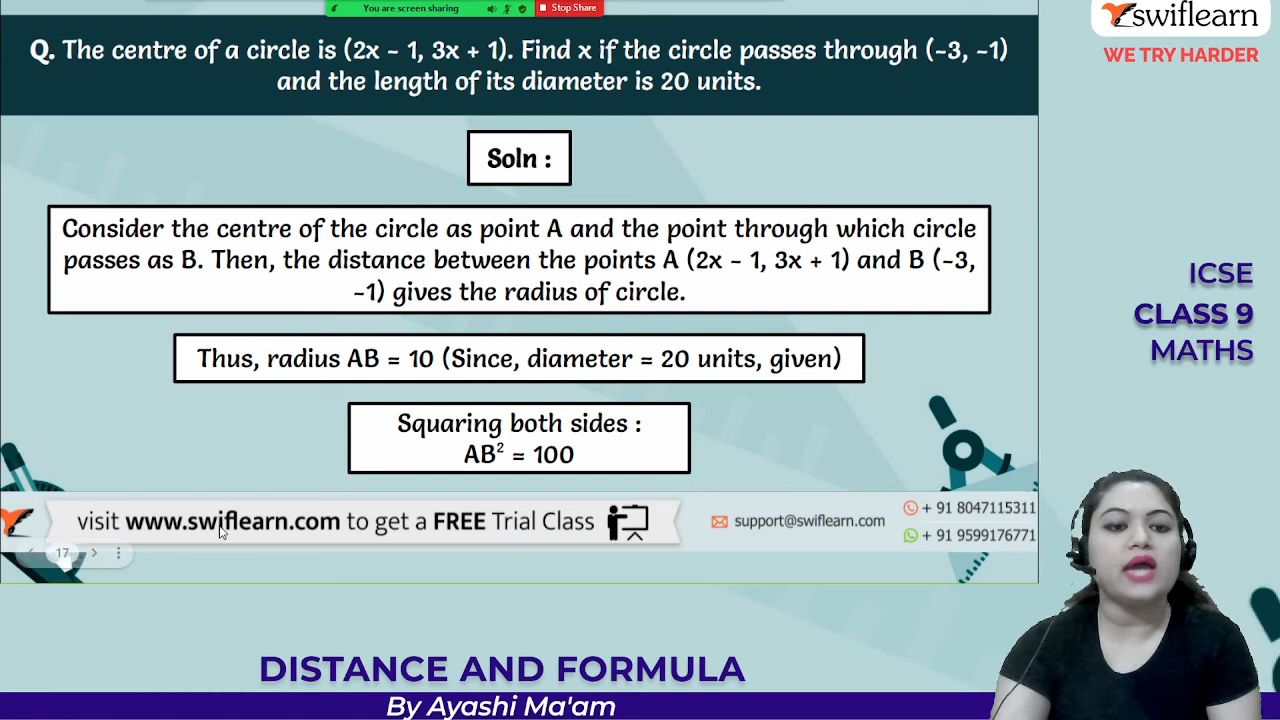 You are screen sharing
Stop Share
swiflearn
WE TRY HARDER
Q. The centre of a circle is (2x - 1, 3x + 1). Find x if the circle passes through (-3, -1)
and the length of its diameter is 20 units.
Soln :
Consider the centre of the circle as point A and the point through which circle
passes as B. Then, the distance between the points A (2x - 1, 3x + 1) and B (-3,
-1) gives the radius of circle.
Thus, radius AB = 10 (Since, diameter = 20 units, given)
Squaring both sides :
AB² = 100
ICSE
CLASS 9
MATHS
visit www.swiflearn.com to get a FREE Trial Class
support@swiflearn.com
+ 91 8047115311
+ 91 9599176771
17
DISTANCE AND FORMULA
By Ayashi Ma'am